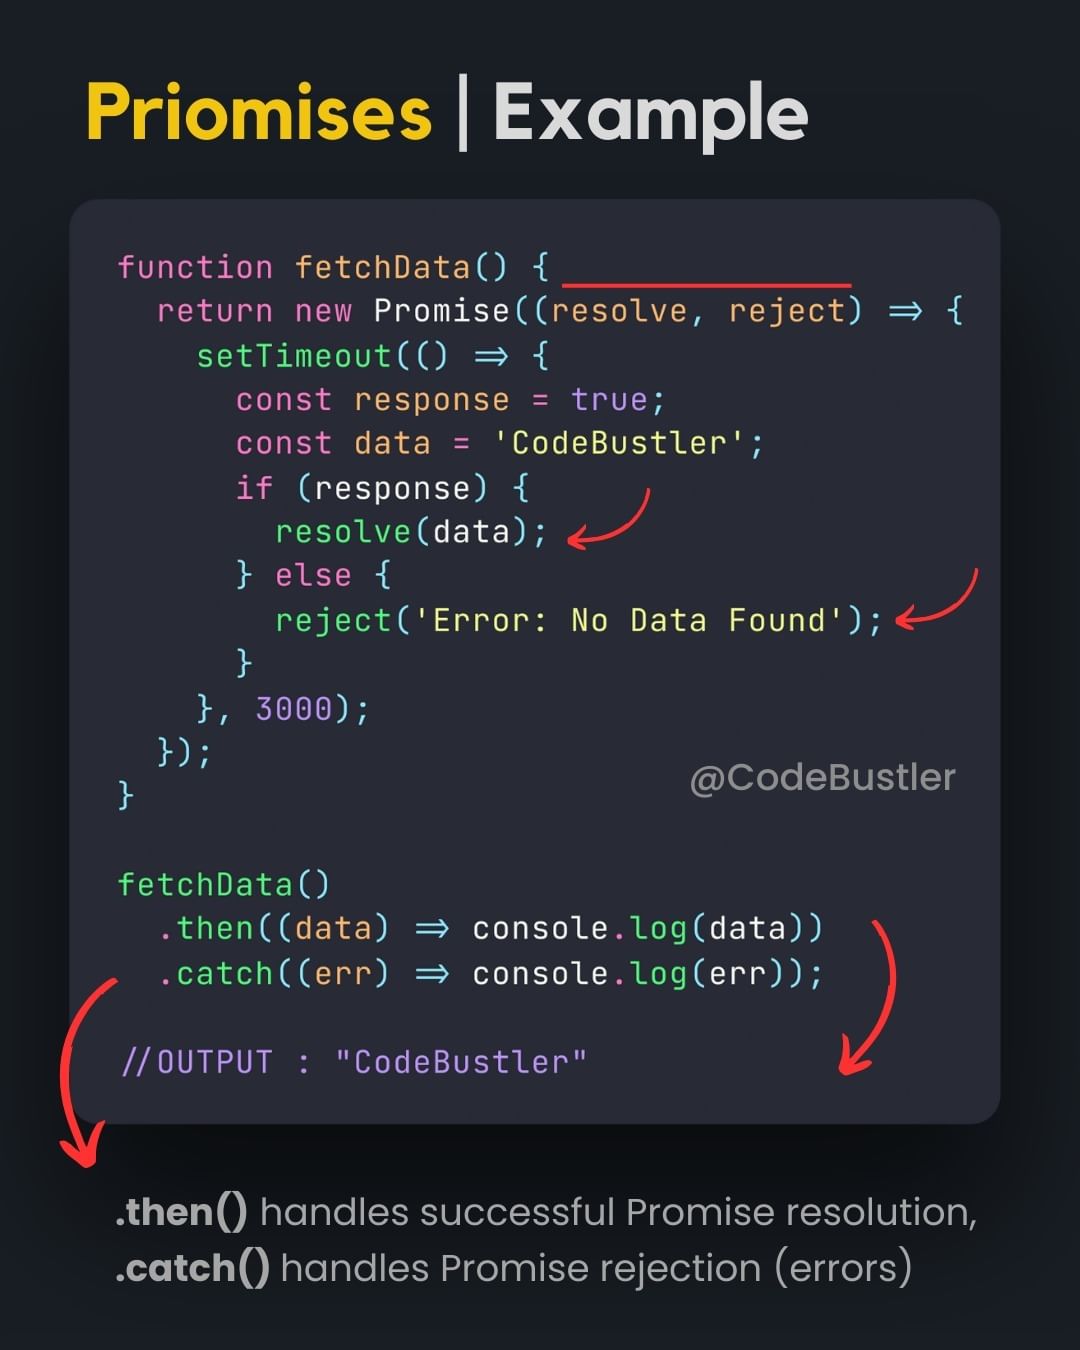 Priomises | Example
function fetchData() {
  return new Promise((resolve, reject) => {
    setTimeout(() => {
      const response = true;
      const data = 'CodeBustler';
      if (response) {
        resolve(data);
      } else {
        reject('Error: No Data Found');
      }
    }, 3000);
  });
}
@CodeBustler
fetchData()
  .then((data) => console.log(data))
  .catch((err) => console.log(err));
//OUTPUT : "CodeBustler"
.then() handles successful Promise resolution,
.catch() handles Promise rejection (errors)